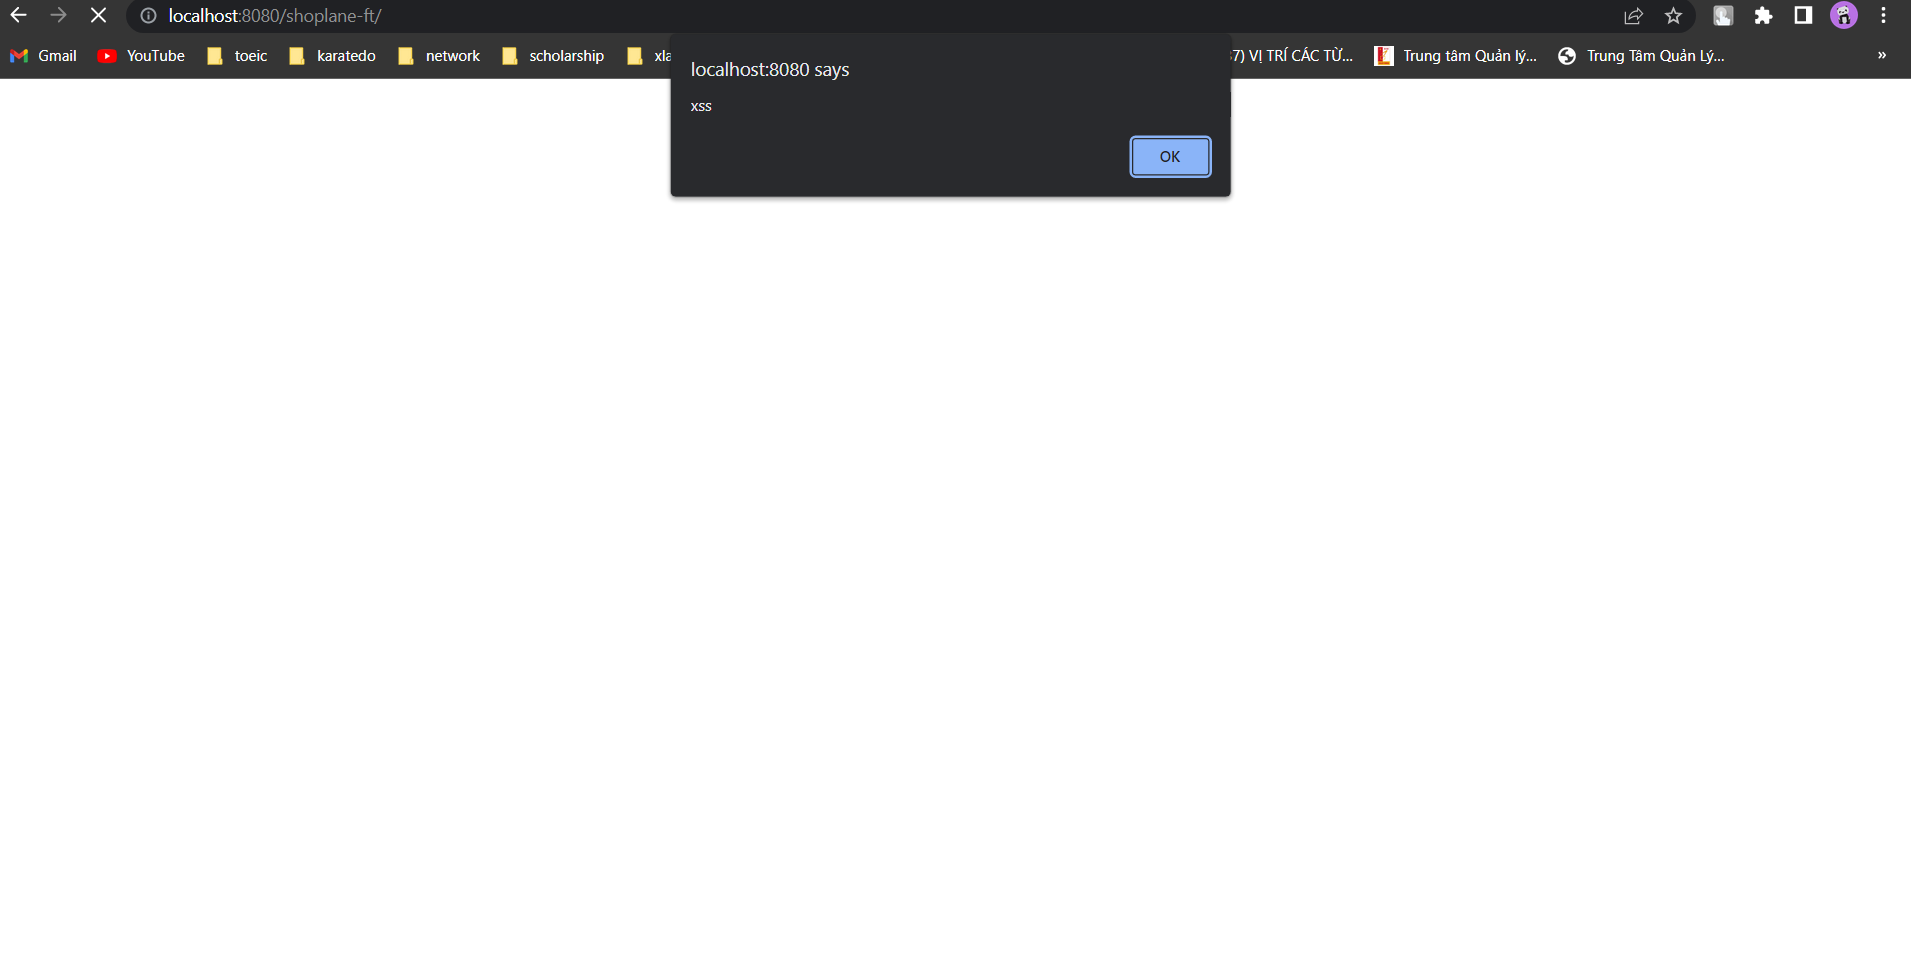 localhost:8080/shoplane-ft/
Gmail YouTube toeic karatedo network scholarship xla 37) VỊ TRÍ CÁC TỪ... Trung tâm Quản lý... Trung Tâm Quản Lý... »
localhost:8080 says
xss
OK